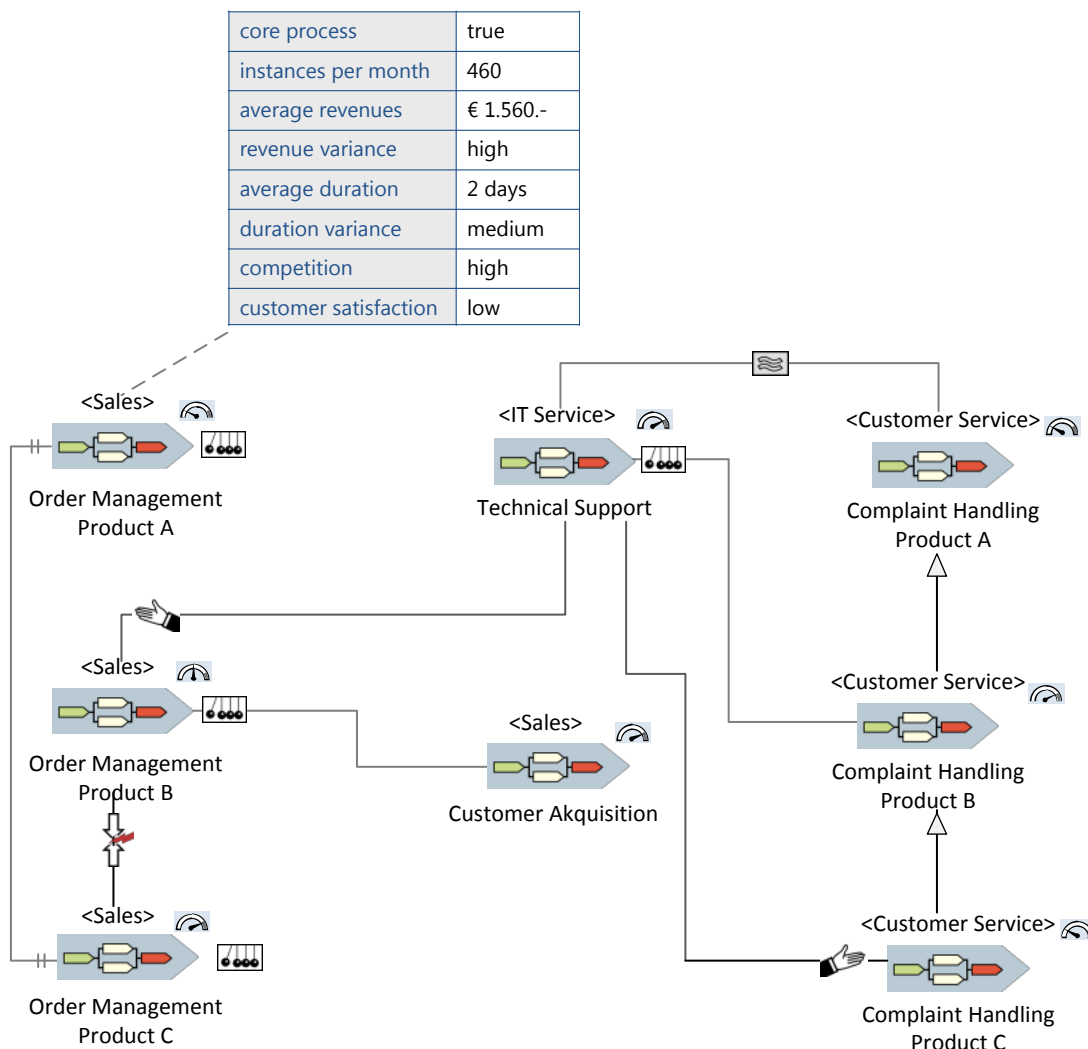 core process true
instances per month 460
average revenues € 1.560.-
revenue variance high
average duration 2 days
duration variance medium
competition high
customer satisfaction low
<Sales>
Order Management
Product A
<IT Service>
Technical Support
<Customer Service>
Complaint Handling
Product A
<Sales>
Order Management
Product B
<Sales>
Customer Akquisition
<Customer Service>
Complaint Handling
Product B
<Sales>
Order Management
Product C
<Customer Service>
Complaint Handling
Product C